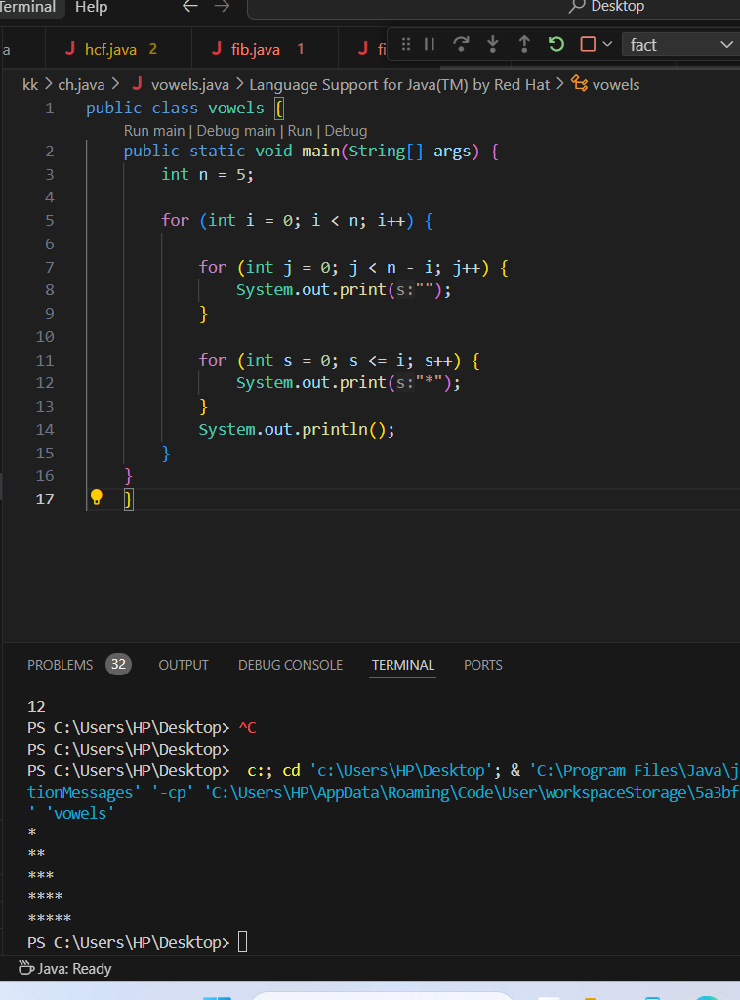 Terminal Help Desktop
a J hcf.java 2 J fib.java 1 J fi fact
kk > ch.java > J vowels.java > Language Support for Java(TM) by Red Hat > vowels
1 public class vowels {
Run main | Debug main | Run | Debug
2 public static void main(String[] args) {
3 int n = 5;
4
5 for (int i = 0; i < n; i++) {
6
7 for (int j = 0; j < n - i; j++) {
8 System.out.print(s:"");
9 }
10
11 for (int s = 0; s <= i; s++) {
12 System.out.print(s:"*");
13 }
14 System.out.println();
15 }
16 }
17 }
PROBLEMS 32 OUTPUT DEBUG CONSOLE TERMINAL PORTS
12
PS C:\Users\HP\Desktop> ^C
PS C:\Users\HP\Desktop>
PS C:\Users\HP\Desktop> c:; cd 'c:\Users\HP\Desktop'; & 'C:\Program Files\Java\j
tionMessages' '-cp' 'C:\Users\HP\AppData\Roaming\Code\User\workspaceStorage\5a3bf
' 'vowels'
*
**
***
****
*****
PS C:\Users\HP\Desktop>
Java: Ready